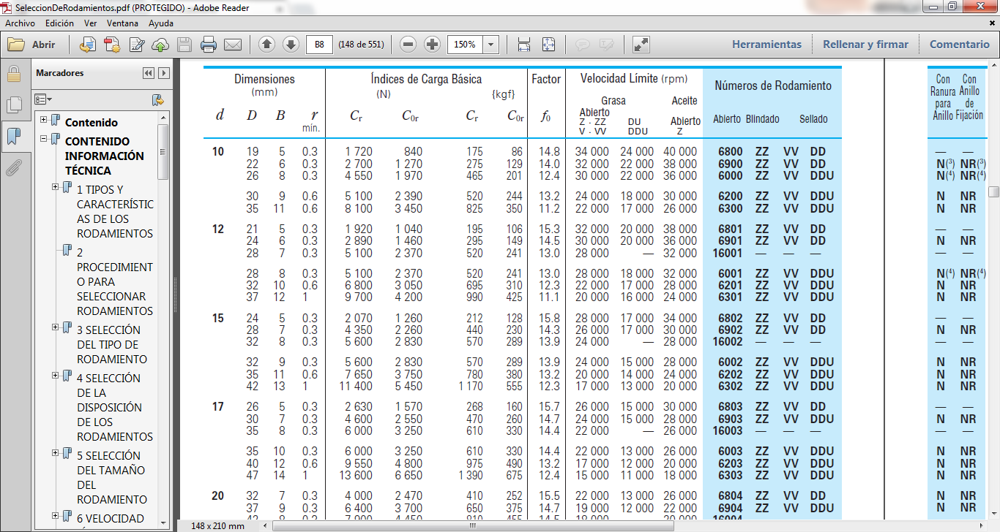 SeleccionDeRodamientos.pdf (PROTEGIDO) - Adobe Reader
Archivo Edición Ver Ventana Ayuda
Abrir B8 (148 de 551) 150% Herramientas Rellenar y firmar Comentario
Marcadores
Contenido
CONTENIDO
INFORMACIÓN
TÉCNICA
1 TIPOS Y
CARACTERÍSTIC
AS DE LOS
RODAMIENTOS
2
PROCEDIMIENT
O PARA
SELECCIONAR
RODAMIENTOS
3 SELECCIÓN
DEL TIPO DE
RODAMIENTO
4 SELECCIÓN
DE LA
DISPOSICIÓN
DE LOS
RODAMIENTOS
5 SELECCIÓN
DEL TAMAÑO
DEL
RODAMIENTO
6 VELOCIDAD
Dimensiones
(mm)
d D B r
mín.
Índices de Carga Básica
(N) {kgf}
Cr C0r Cr C0r
Factor
f0
Velocidad Límite (rpm)
Grasa Aceite
Abierto
Z · ZZ
V · VV
DU
DDU
Abierto
Z
Números de Rodamiento
Abierto Blindado Sellado
Con
Ranura
para
Anillo
Con
Anillo
de
Fijación
10 19 5 0.3 1 720 840 175 86 14.8 34 000 24 000 40 000 6800 ZZ VV DD — —
22 6 0.3 2 700 1 270 275 129 14.0 32 000 22 000 38 000 6900 ZZ VV DD N(3) NR(3)
26 8 0.3 4 550 1 970 465 201 12.4 30 000 22 000 36 000 6000 ZZ VV DDU N(4) NR(4)
30 9 0.6 5 100 2 390 520 244 13.2 24 000 18 000 30 000 6200 ZZ VV DDU N NR
35 11 0.6 8 100 3 450 825 350 11.2 22 000 17 000 26 000 6300 ZZ VV DDU N NR
12 21 5 0.3 1 920 1 040 195 106 15.3 32 000 20 000 38 000 6801 ZZ VV DD — —
24 6 0.3 2 890 1 460 295 149 14.5 30 000 20 000 36 000 6901 ZZ VV DD N NR
28 7 0.3 5 100 2 370 520 241 13.0 28 000 — 32 000 16001 — — — — —
28 8 0.3 5 100 2 370 520 241 13.0 28 000 18 000 32 000 6001 ZZ VV DDU N(4) NR(4)
32 10 0.6 6 800 3 050 695 310 12.3 22 000 17 000 28 000 6201 ZZ VV DDU N NR
37 12 1 9 700 4 200 990 425 11.1 20 000 16 000 24 000 6301 ZZ VV DDU N NR
15 24 5 0.3 2 070 1 260 212 128 15.8 28 000 17 000 34 000 6802 ZZ VV DD — —
28 7 0.3 4 350 2 260 440 230 14.3 26 000 17 000 30 000 6902 ZZ VV DD N NR
32 8 0.3 5 600 2 830 570 289 13.9 24 000 — 28 000 16002 — — — — —
32 9 0.3 5 600 2 830 570 289 13.9 24 000 15 000 28 000 6002 ZZ VV DDU N NR
35 11 0.6 7 650 3 750 780 380 13.2 20 000 14 000 24 000 6202 ZZ VV DDU N NR
42 13 1 11 400 5 450 1 170 555 12.3 17 000 13 000 20 000 6302 ZZ VV DDU N NR
17 26 5 0.3 2 630 1 570 268 160 15.7 26 000 15 000 30 000 6803 ZZ VV DD — —
30 7 0.3 4 600 2 550 470 260 14.7 24 000 15 000 28 000 6903 ZZ VV DDU N NR
35 8 0.3 6 000 3 250 610 330 14.4 22 000 — 26 000 16003 — — — — —
35 10 0.3 6 000 3 250 610 330 14.4 22 000 13 000 26 000 6003 ZZ VV DDU N NR
40 12 0.6 9 550 4 800 975 490 13.2 17 000 12 000 20 000 6203 ZZ VV DDU N NR
47 14 1 13 600 6 650 1 390 675 12.4 15 000 11 000 18 000 6303 ZZ VV DDU N NR
20 32 7 0.3 4 000 2 470 410 252 15.5 22 000 13 000 26 000 6804 ZZ VV DD N NR
37 9 0.3 6 400 3 700 650 375 14.7 19 000 12 000 22 000 6904 ZZ VV DDU N NR
148 x 210 mm